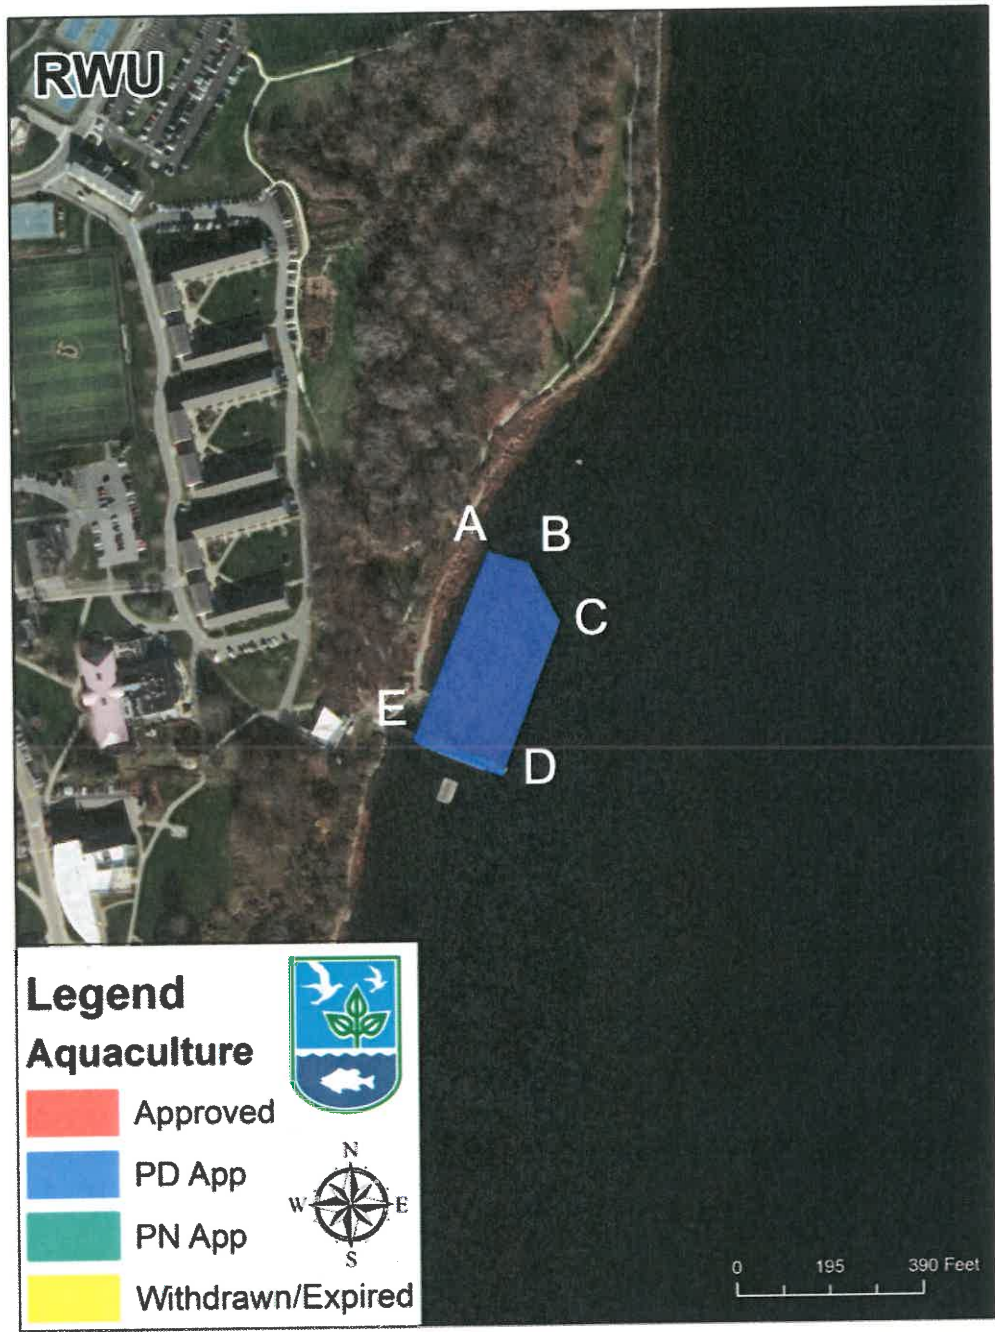 RWU
A
B
C
E
D
Legend
Aquaculture
Approved
PD App
PN App
Withdrawn/Expired
N
W E
S
0 195 390 Feet